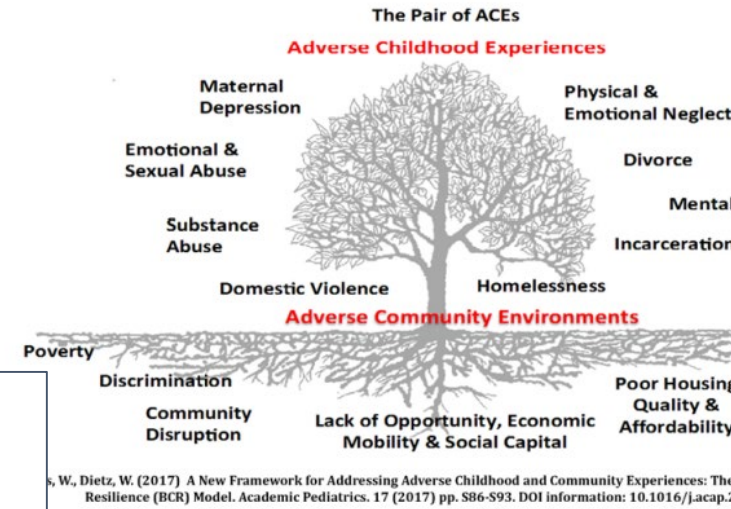 The Pair of ACEs
Adverse Childhood Experiences
Maternal
Depression
Physical &
Emotional Neglect
Emotional &
Sexual Abuse
Divorce
Mental
Substance
Abuse
Incarceration
Domestic Violence
Homelessness
Adverse Community Environments
Poverty
Discrimination
Community
Disruption
Lack of Opportunity, Economic
Mobility & Social Capital
Poor Housing
Quality &
Affordability
s, W., Dietz, W. (2017) A New Framework for Addressing Adverse Childhood and Community Experiences: The
Resilience (BCR) Model. Academic Pediatrics. 17 (2017) pp. S86-S93. DOI information: 10.1016/j.acap.2